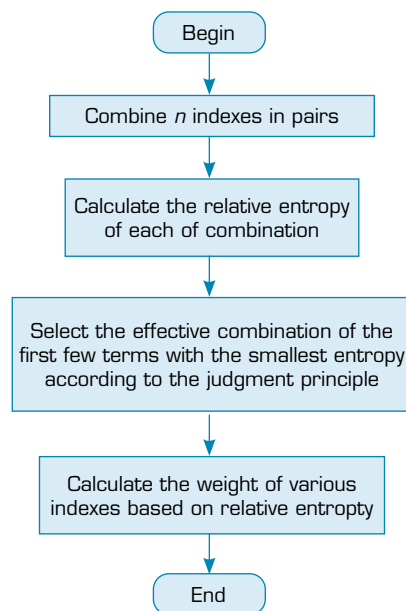 Begin
Combine n indexes in pairs
Calculate the relative entropy
of each of combination
Select the effective combination of the
first few terms with the smallest entropy
according to the judgment principle
Calculate the weight of various
indexes based on relative entropty
End